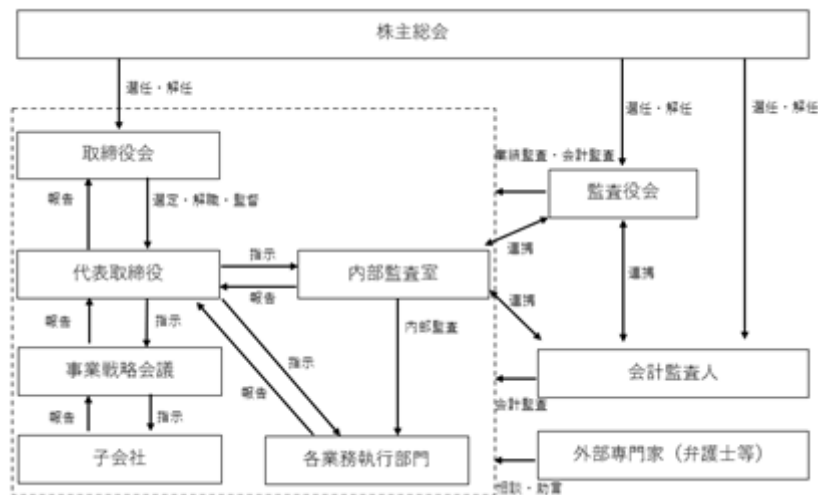 株主総会
選任・解任
選任・解任
選任・解任
取締役会
業績監査・会計監査
監査役会
報告
選定・解職・監督
連携
連携
代表取締役
指示
内部監査室
報告
連携
報告
指示
内部監査
事業戦略会議
指示
報告
会計監査人
会計監査
報告
指示
子会社
各業務執行部門
外部専門家（弁護士等）
相談・助言